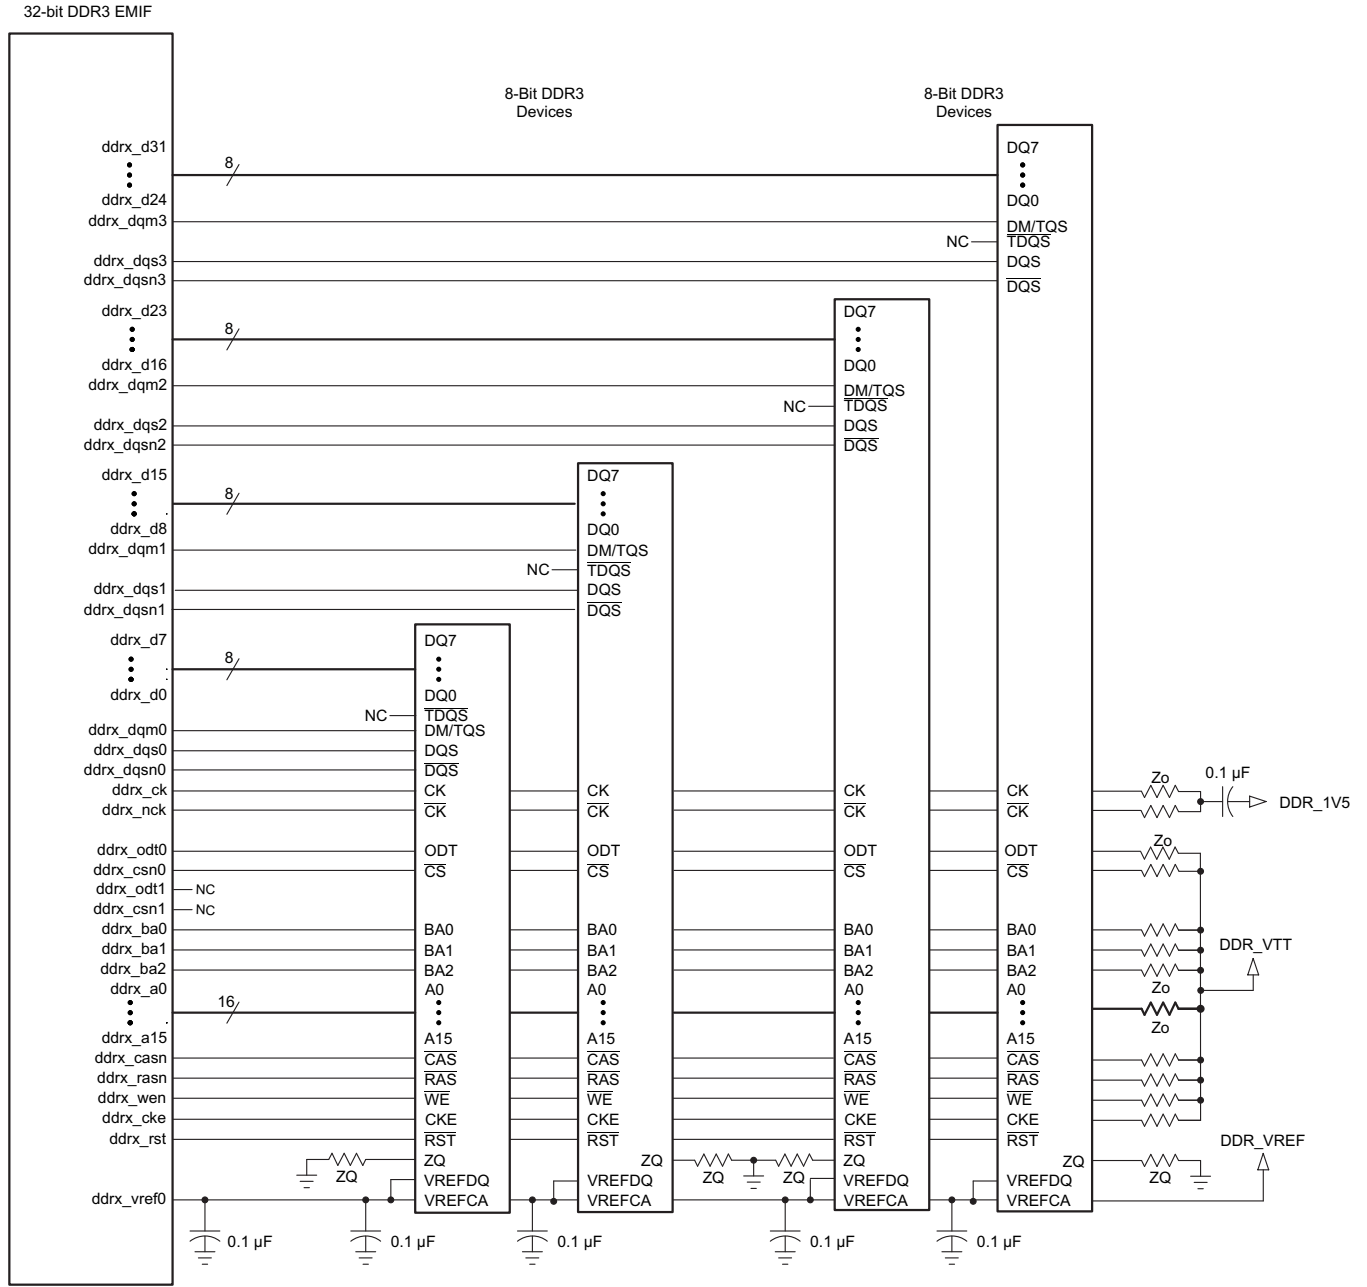 32-bit DDR3 EMIF
8-Bit DDR3
Devices
8-Bit DDR3
Devices
ddrx_d31
8
DQ7
ddrx_d24
DQ0
ddrx_dqm3
DM/TQS
NC
TDQS
ddrx_dqs3
DQS
ddrx_dqsn3
DQS
ddrx_d23
8
DQ7
ddrx_d16
DQ0
ddrx_dqm2
DM/TQS
NC
TDQS
ddrx_dqs2
DQS
ddrx_dqsn2
DQS
ddrx_d15
8
DQ7
ddrx_d8
DQ0
ddrx_dqm1
DM/TQS
NC
TDQS
ddrx_dqs1
DQS
ddrx_dqsn1
DQS
ddrx_d7
8
DQ7
ddrx_d0
DQ0
NC
TDQS
ddrx_dqm0
DM/TQS
ddrx_dqs0
DQS
ddrx_dqsn0
DQS
ddrx_ck CK CK CK CK Zo 0.1 µF
ddrx_nck CK CK CK CK DDR_1V5
ddrx_odt0 ODT ODT ODT ODT Zo
ddrx_csn0 CS CS CS CS
ddrx_odt1 NC
ddrx_csn1 NC
ddrx_ba0 BA0 BA0 BA0 BA0
ddrx_ba1 BA1 BA1 BA1 BA1 DDR_VTT
ddrx_ba2 BA2 BA2 BA2 BA2
ddrx_a0 A0 A0 A0 A0 Zo
16
ddrx_a15 A15 A15 A15 A15 Zo
ddrx_casn CAS CAS CAS CAS
ddrx_rasn RAS RAS RAS RAS
ddrx_wen WE WE WE WE
ddrx_cke CKE CKE CKE CKE
ddrx_rst RST RST RST RST DDR_VREF
ZQ ZQ ZQ ZQ
ZQ ZQ ZQ ZQ
VREFDQ VREFDQ VREFDQ VREFDQ
ddrx_vref0 VREFCA VREFCA VREFCA VREFCA
0.1 µF 0.1 µF 0.1 µF 0.1 µF 0.1 µF